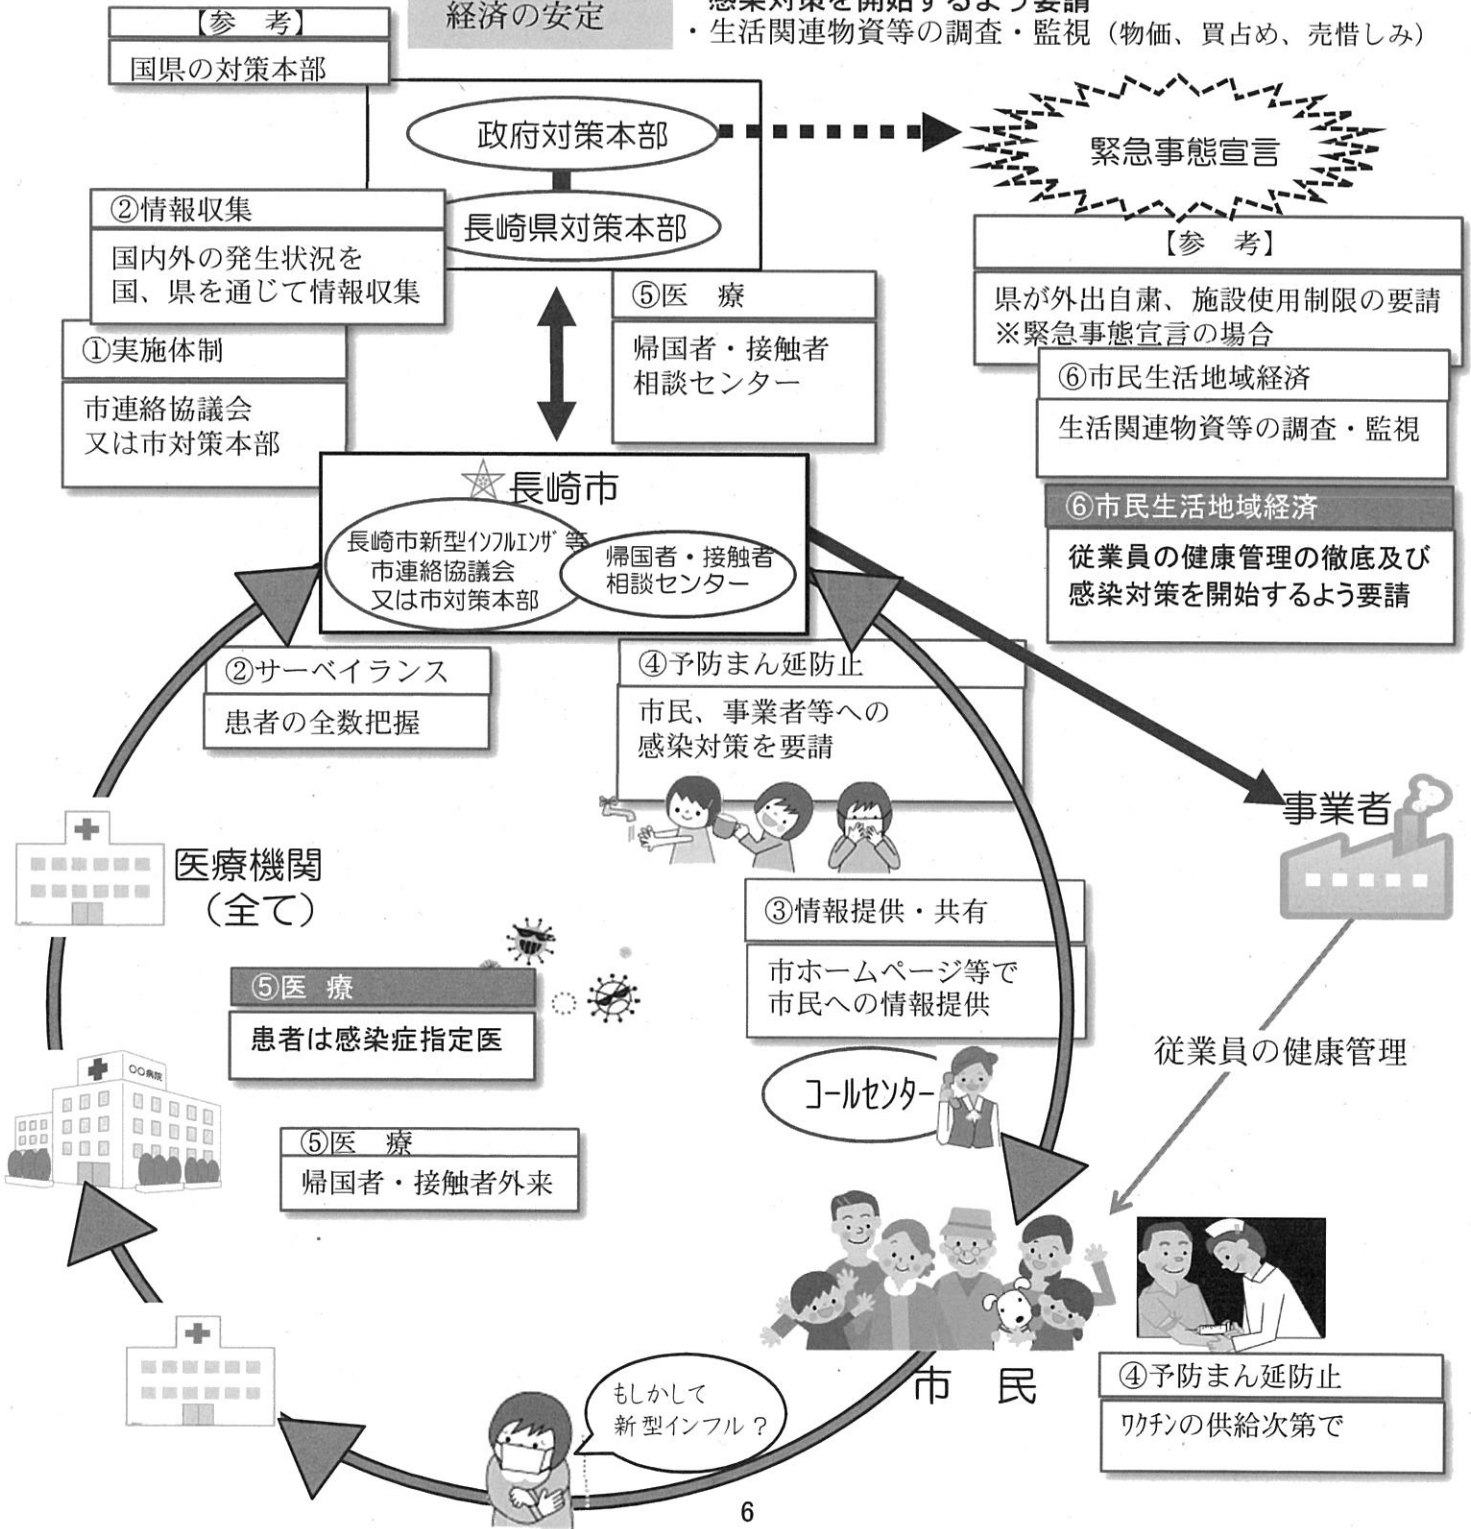 経済の安定
感染対策を開始するよう要請
・生活関連物資等の調査・監視（物価、買占め、売惜しみ）
【参　考】
国県の対策本部
政府対策本部
長崎県対策本部
緊急事態宣言
【参　考】
県が外出自粛、施設使用制限の要請
※緊急事態宣言の場合
②情報収集
国内外の発生状況を
国、県を通じて情報収集
①実施体制
市連絡協議会
又は市対策本部
⑤医　療
帰国者・接触者
相談センター
⑥市民生活地域経済
生活関連物資等の調査・監視
⑥市民生活地域経済
従業員の健康管理の徹底及び
感染対策を開始するよう要請
長崎市
長崎市新型ｲﾝﾌﾙｴﾝｻﾞ等
市連絡協議会
又は市対策本部
帰国者・接触者
相談センター
②サーベイランス
患者の全数把握
④予防まん延防止
市民、事業者等への
感染対策を要請
事業者
医療機関
（全て）
③情報提供・共有
市ホームページ等で
市民への情報提供
⑤医 療
患者は感染症指定医
コールセンター
従業員の健康管理
〇〇病院
⑤医　療
帰国者・接触者外来
市　民
もしかして
新型インフル？
④予防まん延防止
ﾜｸﾁﾝの供給次第で
6